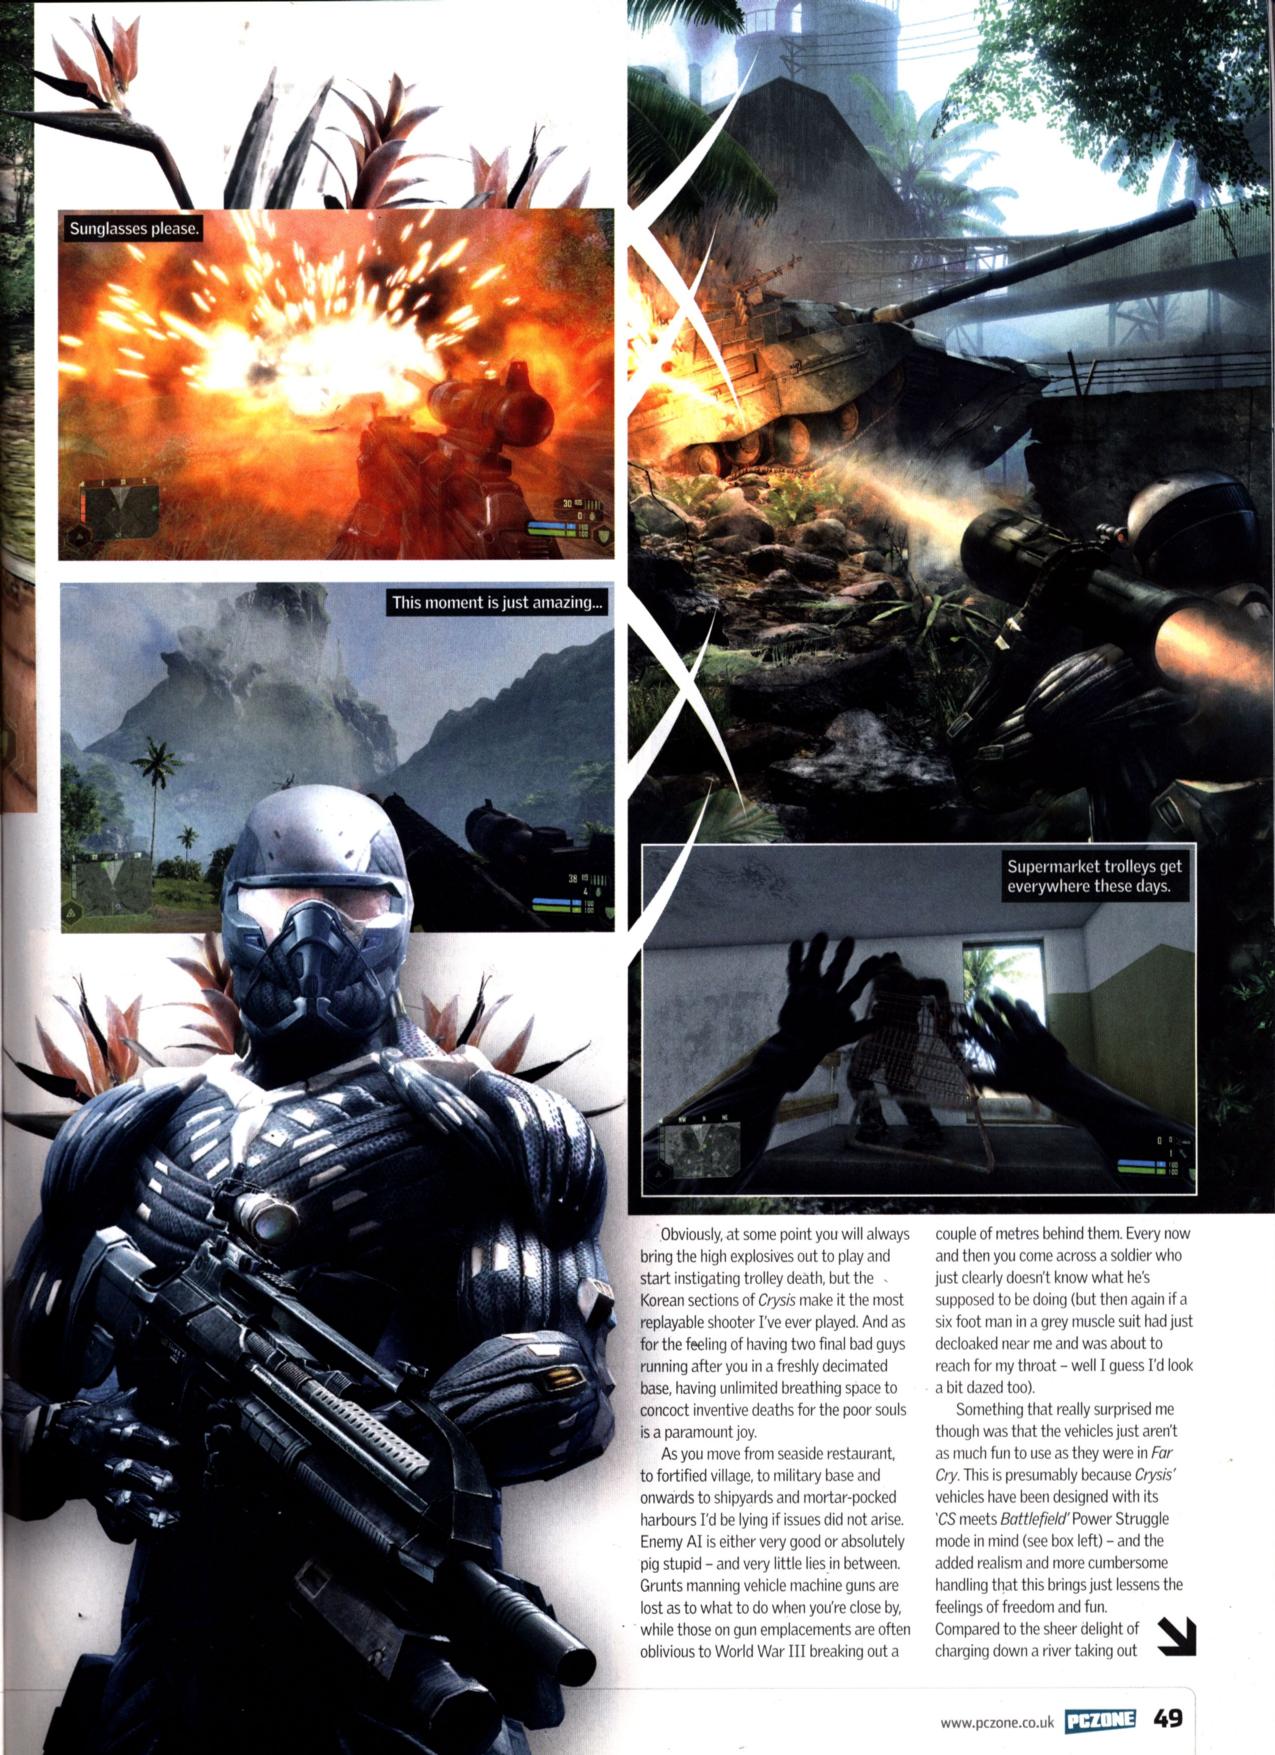 Sunglasses please.
This moment is just amazing...
Supermarket trolleys get
everywhere these days.
Obviously, at some point you will always
bring the high explosives out to play and
start instigating trolley death, but the
Korean sections of Crysis make it the most
replayable shooter I've ever played. And as
for the feeling of having two final bad guys
running after you in a freshly decimated
base, having unlimited breathing space to
concoct inventive deaths for the poor souls
is a paramount joy.
As you move from seaside restaurant,
to fortified village, to military base and
onwards to shipyards and mortar-pocked
harbours I'd be lying if issues did not arise.
Enemy AI is either very good or absolutely
pig stupid – and very little lies in between.
Grunts manning vehicle machine guns are
lost as to what to do when you're close by,
while those on gun emplacements are often
oblivious to World War III breaking out a
couple of metres behind them. Every now
and then you come across a soldier who
just clearly doesn't know what he's
supposed to be doing (but then again if a
six foot man in a grey muscle suit had just
decloaked near me and was about to
reach for my throat – well I guess I'd look
a bit dazed too).
Something that really surprised me
though was that the vehicles just aren't
as much fun to use as they were in Far
Cry. This is presumably because Crysis'
vehicles have been designed with its
'CS meets Battlefield' Power Struggle
mode in mind (see box left) – and the
added realism and more cumbersome
handling that this brings just lessens the
feelings of freedom and fun.
Compared to the sheer delight of
charging down a river taking out
www.pczone.co.uk PCZONE 49